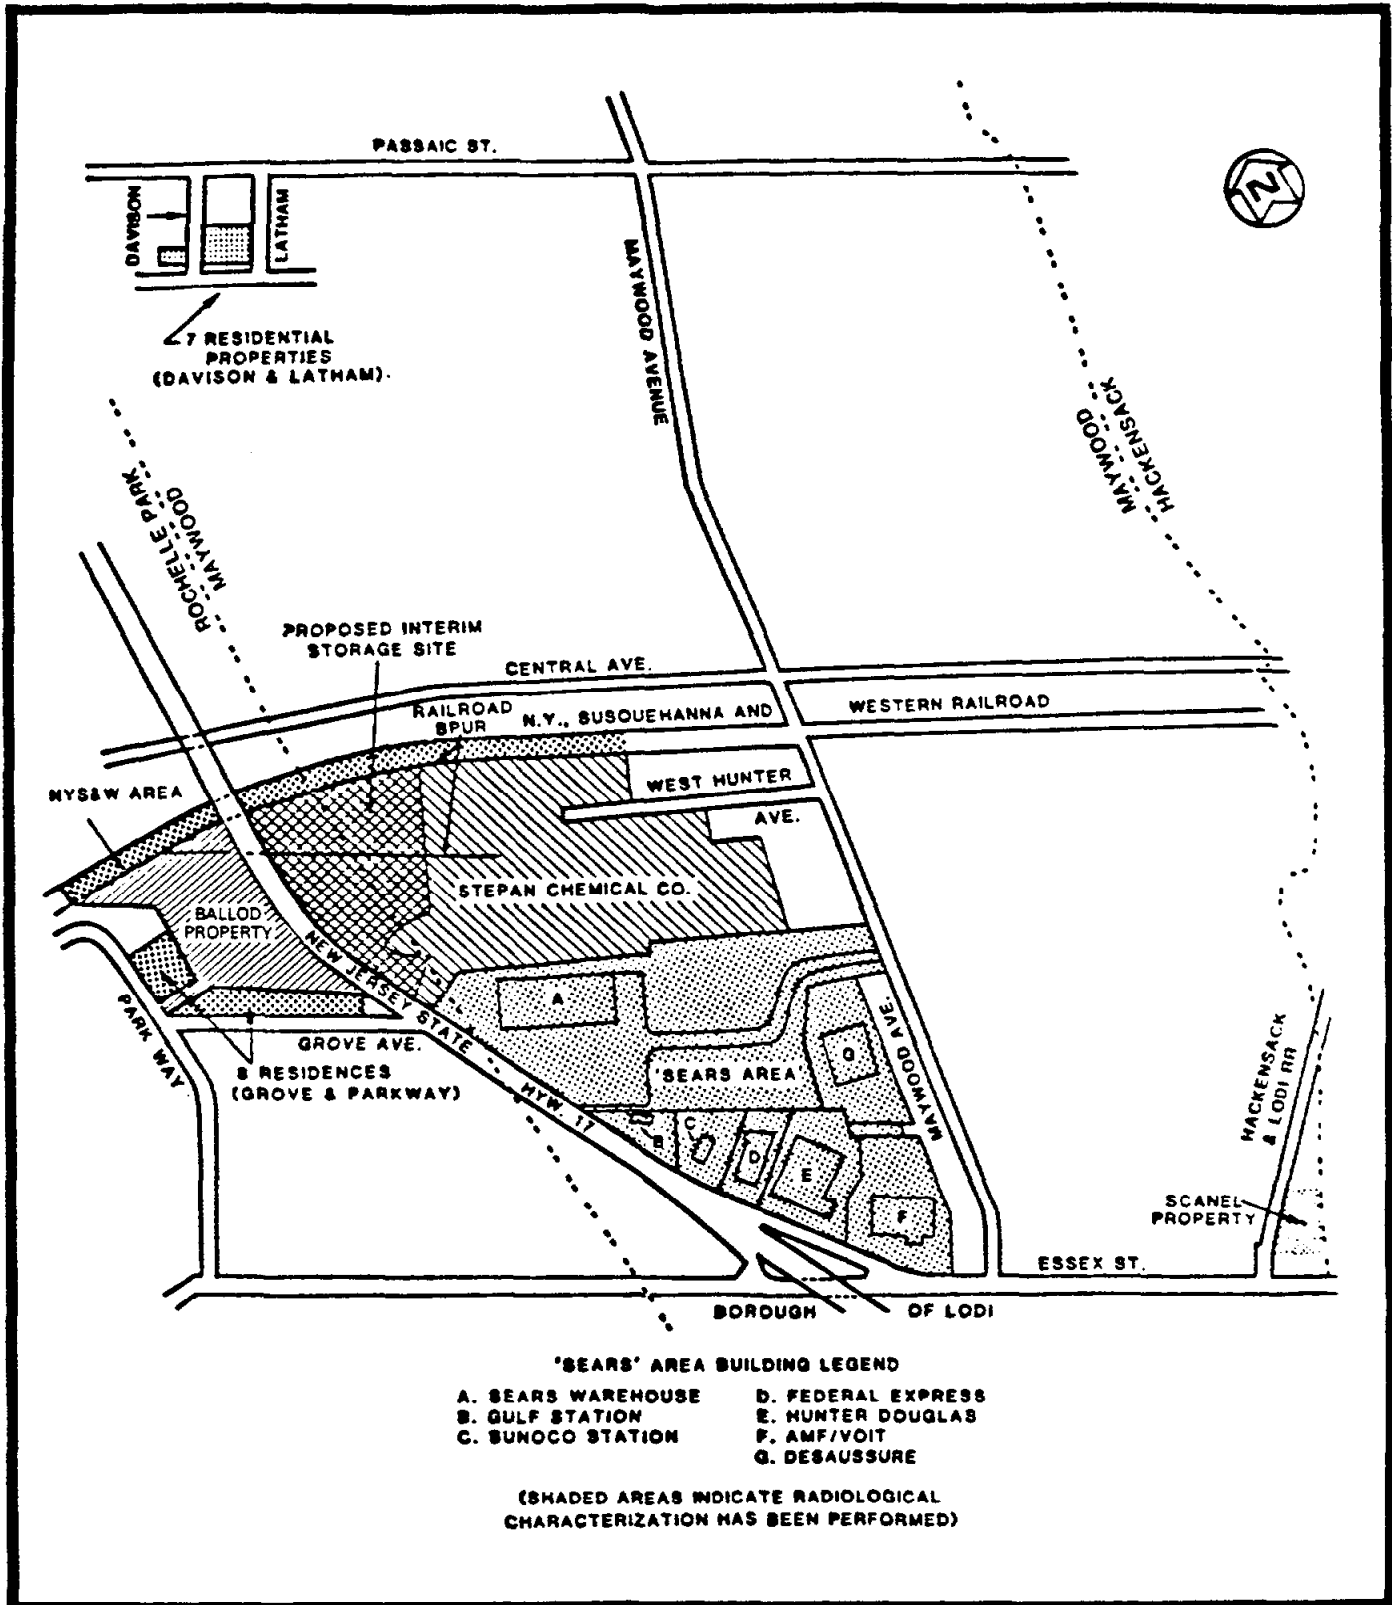 PASSAIC ST.
N
DAVISON
LATHAM
MAYWOOD AVENUE
7 RESIDENTIAL
PROPERTIES
(DAVISON & LATHAM).
MAYWOOD
HACKENSACK
ROCHELLE PARK
MAYWOOD
PROPOSED INTERIM
STORAGE SITE
CENTRAL AVE.
RAILROAD
SPUR
N.Y., SUSQUEHANNA AND
WESTERN RAILROAD
NYS&W AREA
WEST HUNTER
AVE.
STEPAN CHEMICAL CO.
BALLOD
PROPERTY
NEW JERSEY STATE HYW. 17
A
PARK WAY
GROVE AVE.
8 RESIDENCES
(GROVE & PARKWAY)
'SEARS AREA'
G
MAYWOOD AVE.
HACKENSACK
& LODI RR
B
C
D
E
F
SCANEL
PROPERTY
ESSEX ST.
BOROUGH OF LODI
'SEARS' AREA BUILDING LEGEND
A. SEARS WAREHOUSE
B. GULF STATION
C. SUNOCO STATION
D. FEDERAL EXPRESS
E. HUNTER DOUGLAS
F. AMF/VOIT
G. DESAUSSURE
(SHADED AREAS INDICATE RADIOLOGICAL
CHARACTERIZATION HAS BEEN PERFORMED)